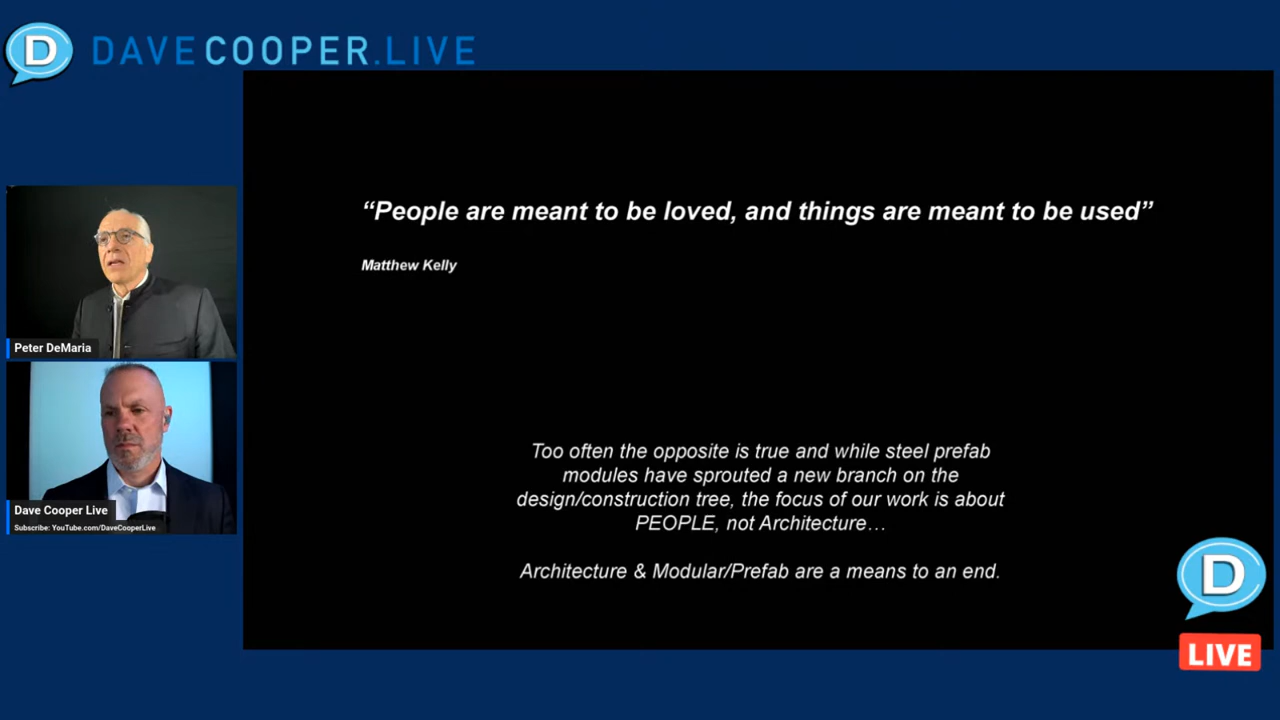 D DAVECOOPER.LIVE
“People are meant to be loved, and things are meant to be used”
Matthew Kelly
Peter DeMaria
Dave Cooper Live
Subscribe: YouTube.com/DaveCooperLive
Too often the opposite is true and while steel prefab
modules have sprouted a new branch on the
design/construction tree, the focus of our work is about
PEOPLE, not Architecture…
Architecture & Modular/Prefab are a means to an end.
D
LIVE